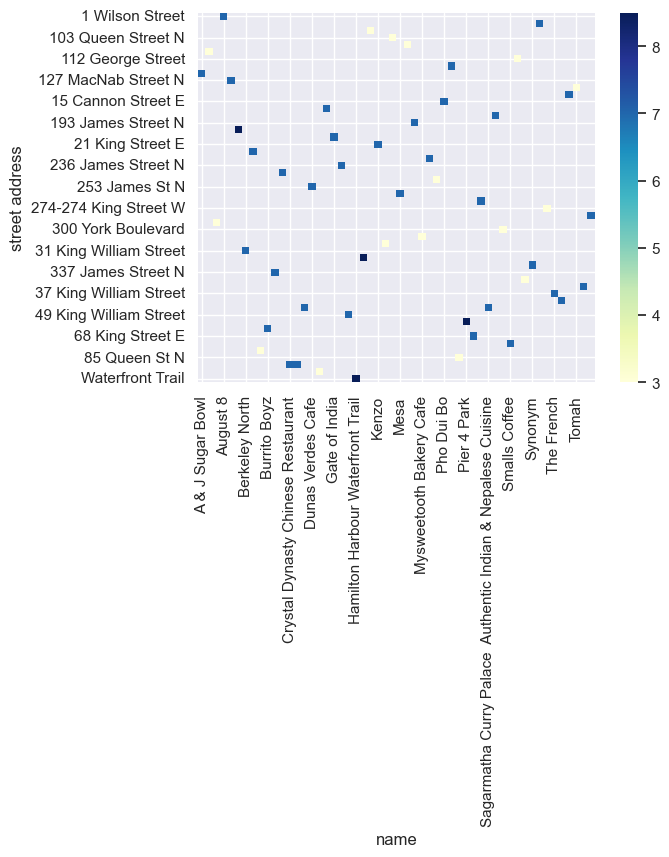 1 Wilson Street
103 Queen Street N
112 George Street
127 MacNab Street N
15 Cannon Street E
193 James Street N
21 King Street E
236 James Street N
253 James St N
274-274 King Street W
300 York Boulevard
31 King William Street
337 James Street N
37 King William Street
49 King William Street
68 King Street E
85 Queen St N
Waterfront Trail
street address
8
7
6
5
4
3
A & J Sugar Bowl
August 8
Berkeley North
Burrito Boyz
Crystal Dynasty Chinese Restaurant
Dunas Verdes Cafe
Gate of India
Hamilton Harbour Waterfront Trail
Kenzo
Mesa
Mysweetooth Bakery Cafe
Pho Dui Bo
Pier 4 Park
Sagarmatha Curry Palace  Authentic Indian & Nepalese Cuisine
Smalls Coffee
Synonym
The French
Tomah
name